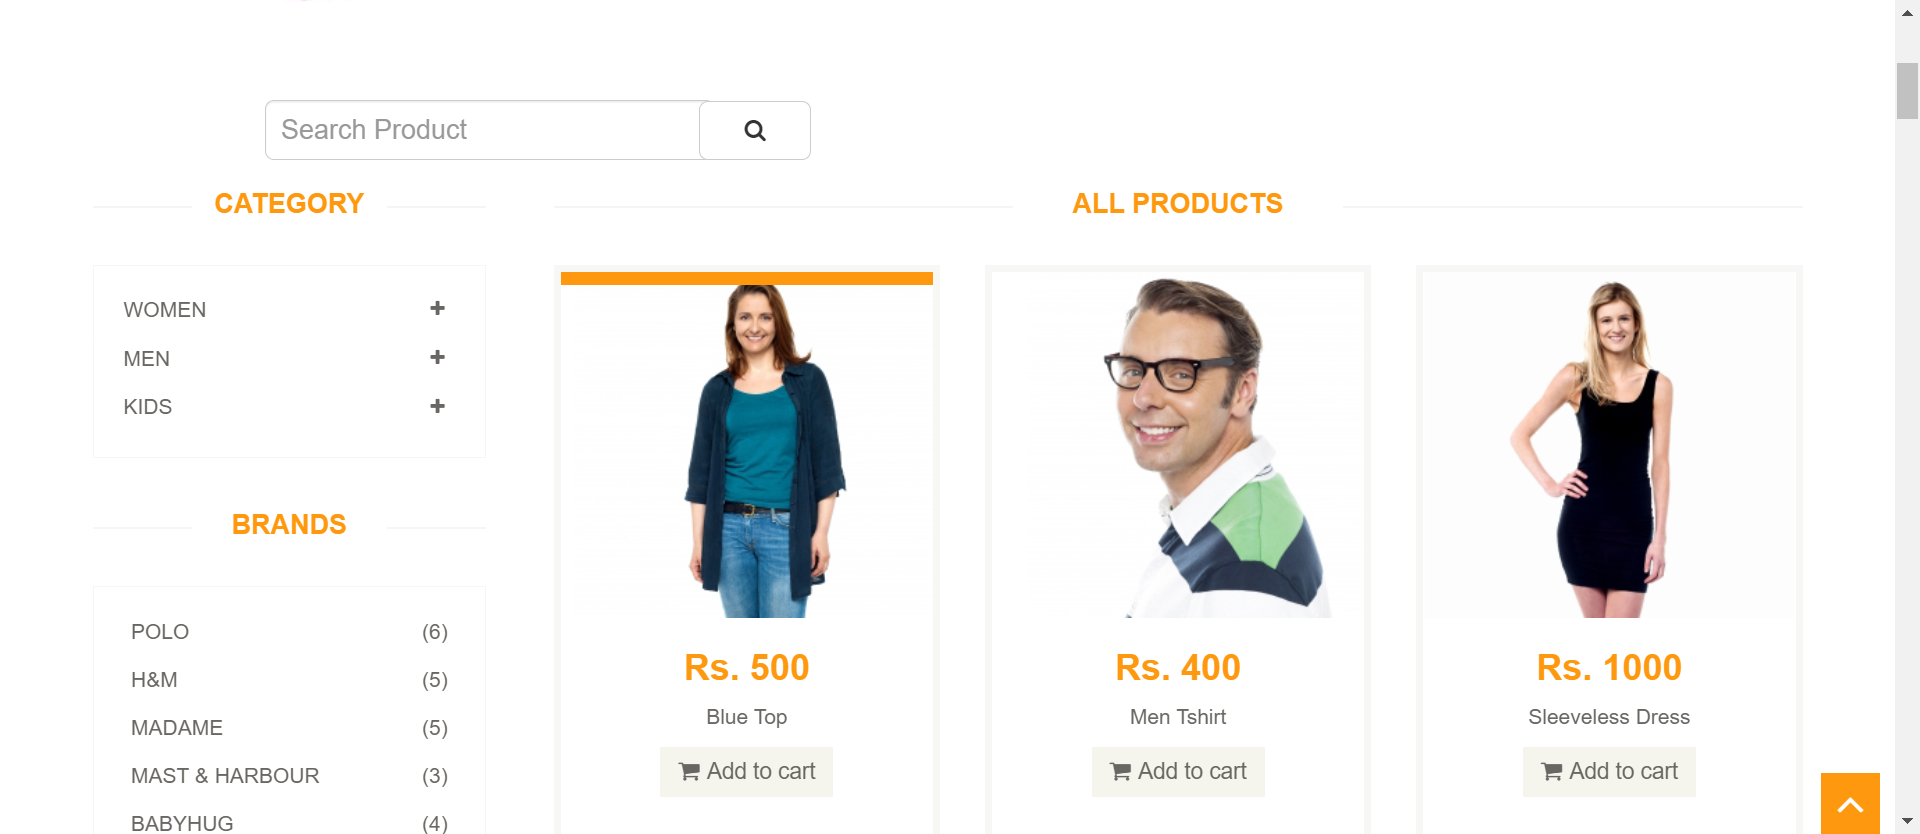 Search Product
CATEGORY
WOMEN
MEN
KIDS
BRANDS
POLO (6)
H&M (5)
MADAME (5)
MAST & HARBOUR (3)
BABYHUG (4)
ALL PRODUCTS
Rs. 500
Blue Top
Add to cart
Rs. 400
Men Tshirt
Add to cart
Rs. 1000
Sleeveless Dress
Add to cart